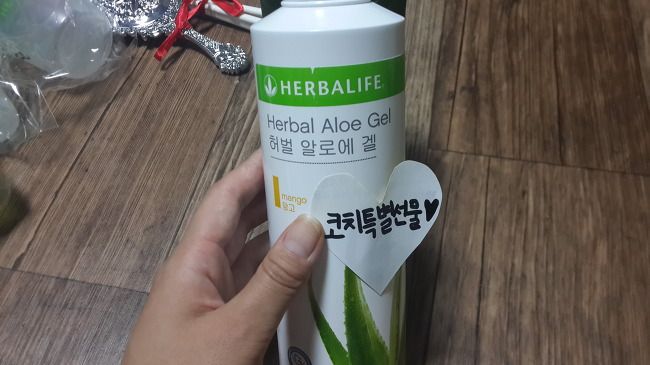 HERBALIFE
Herbal Aloe Gel
허벌 알로에 겔
mango
망고
코치특별선물♥